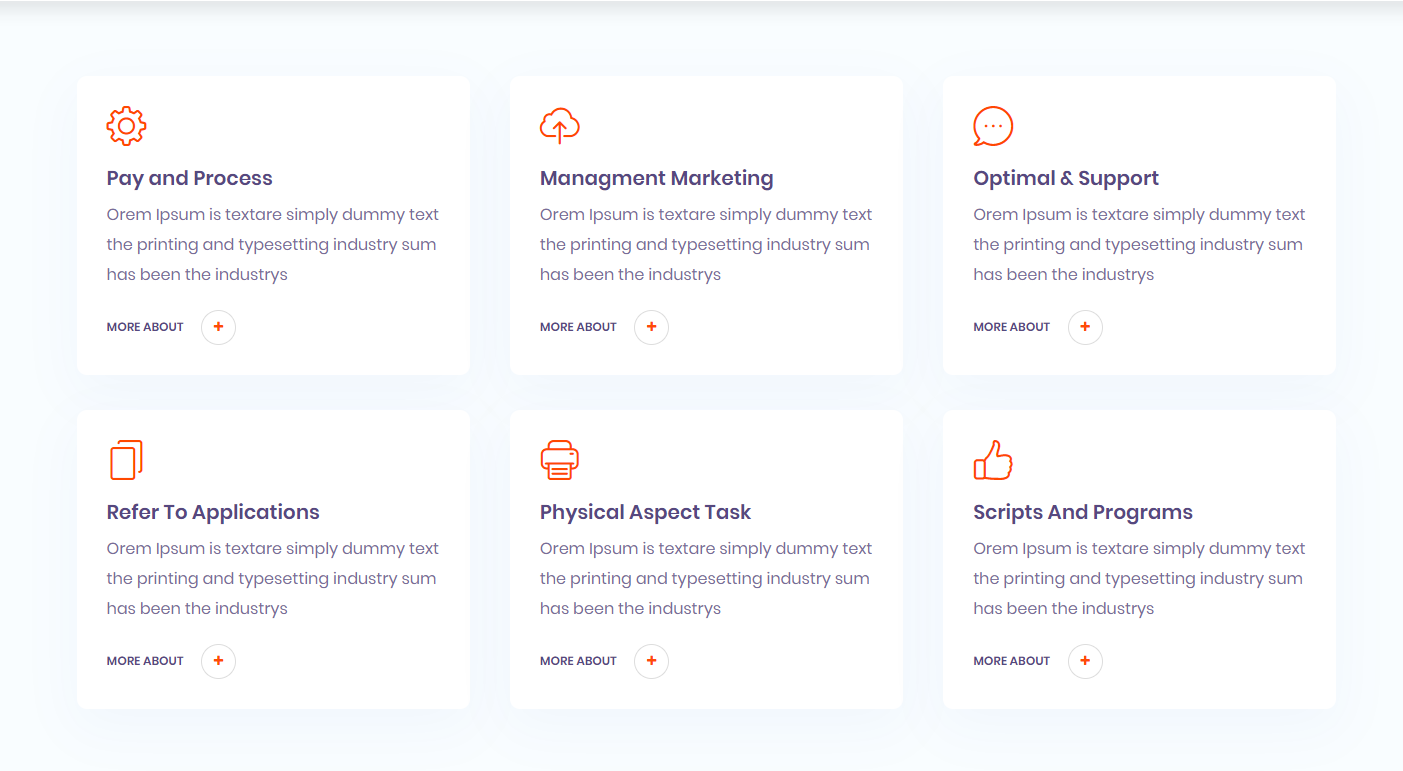 Pay and Process
Orem Ipsum is textare simply dummy text
the printing and typesetting industry sum
has been the industrys
MORE ABOUT +
Managment Marketing
Orem Ipsum is textare simply dummy text
the printing and typesetting industry sum
has been the industrys
MORE ABOUT +
Optimal & Support
Orem Ipsum is textare simply dummy text
the printing and typesetting industry sum
has been the industrys
MORE ABOUT +
Refer To Applications
Orem Ipsum is textare simply dummy text
the printing and typesetting industry sum
has been the industrys
MORE ABOUT +
Physical Aspect Task
Orem Ipsum is textare simply dummy text
the printing and typesetting industry sum
has been the industrys
MORE ABOUT +
Scripts And Programs
Orem Ipsum is textare simply dummy text
the printing and typesetting industry sum
has been the industrys
MORE ABOUT +